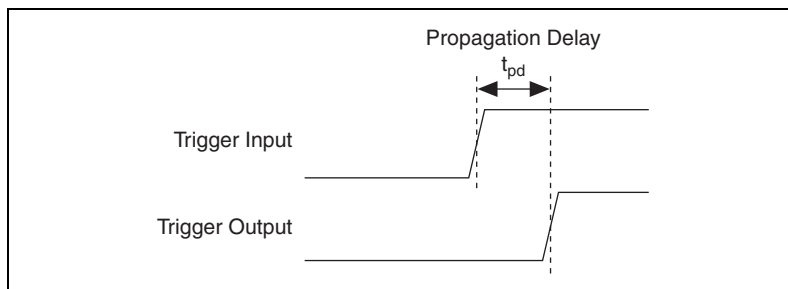 Propagation Delay
tpd
Trigger Input
Trigger Output